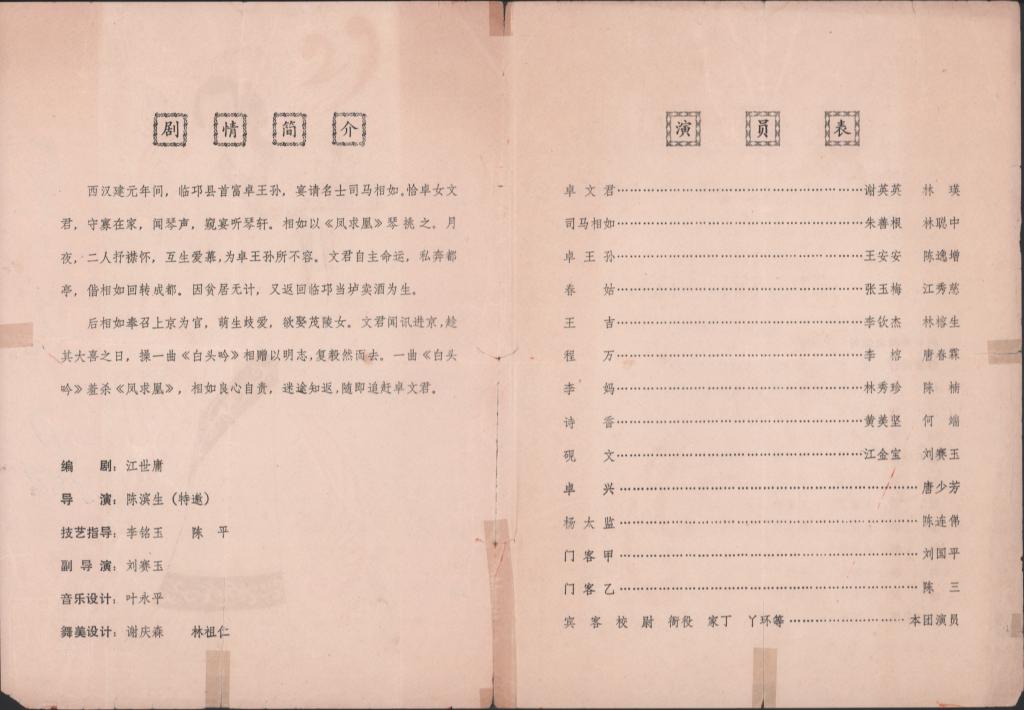 剧情简介
西汉建元年间，临邛县首富卓王孙，宴请名士司马相如。恰卓女文
君，守寡在家，闻琴声，窥宴听琴轩。相如以《凤求凰》琴挑之。月
夜，二人抒襟怀，互生爱慕，为卓王孙所不容。文君自主命运，私奔都
亭，偕相如回转成都。因贫居无计，又返回临邛当垆卖酒为生。
后相如奉召上京为官，萌生歧爱，欲娶茂陵女。文君闻讯进京，趁
其大喜之日，操一曲《白头吟》相赠以明志，复毅然而去。一曲《白头
吟》羞杀《凤求凰》，相如良心自责，迷途知返，随即追赶卓文君。
编剧：江世庸
导演：陈滨生（特邀）
技艺指导：李铭玉 陈平
副导演：刘赛玉
音乐设计：叶永平
舞美设计：谢庆森 林祖仁
演员表
卓文君……谢英英 林瑛
司马相如……朱善根 林聪中
卓王孙……王安安 陈逸增
春姑……张玉梅 江秀慈
王吉……李钦杰 林榕生
程万……李榕 唐春霖
李妈……林秀珍 陈楠
诗香……黄美坚 何端
砚文……江金宝 刘赛玉
卓兴……唐少芳
杨太监……陈连俤
门客甲……刘国平
门客乙……陈三
宾客 校尉 衙役 家丁 丫环等……本团演员